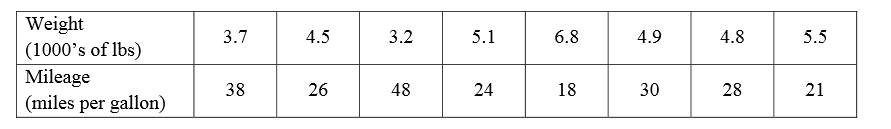 Weight
(1000’s of lbs) 3.7 4.5 3.2 5.1 6.8 4.9 4.8 5.5
Mileage
(miles per gallon) 38 26 48 24 18 30 28 21